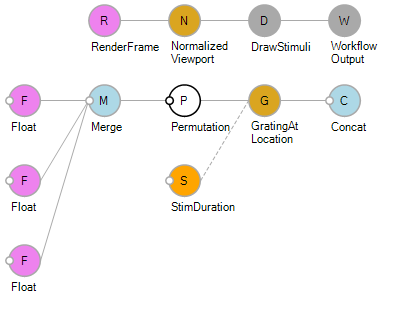 R N D W
RenderFrame Normalized DrawStimuli Workflow
Viewport Output
F M P G C
Float Merge Permutation GratingAt Concat
Location
F S
Float StimDuration
F
Float